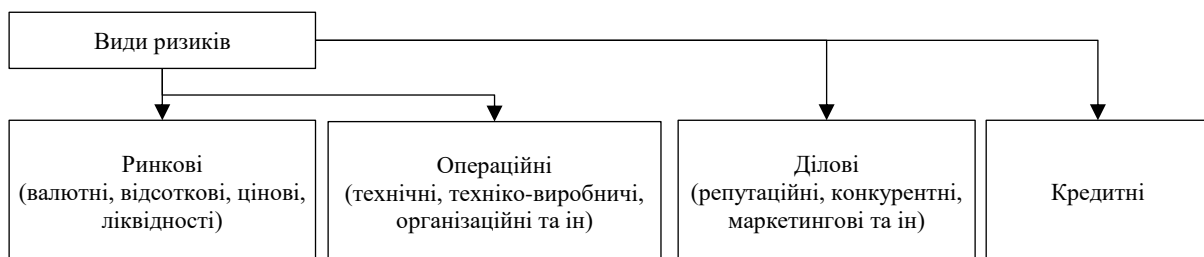 Види ризиків
Ринкові
(валютні, відсоткові, цінові,
ліквідності)
Операційні
(технічні, техніко-виробничі,
організаційні та ін)
Ділові
(репутаційні, конкурентні,
маркетингові та ін)
Кредитні